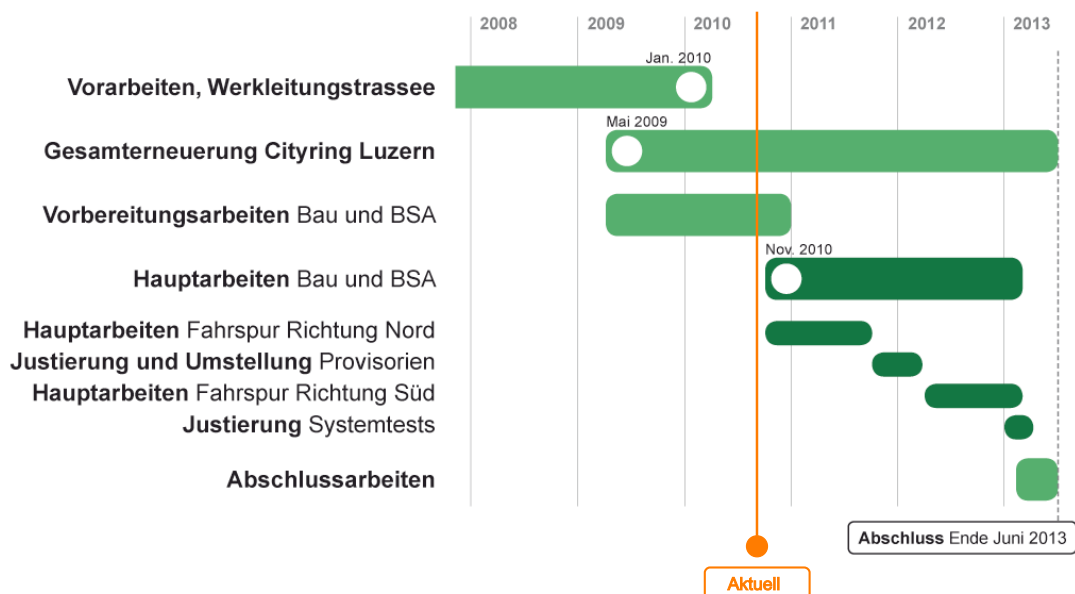 2008 2009 2010 2011 2012 2013
Jan. 2010
Vorarbeiten, Werkleitungstrassee
Mai 2009
Gesamterneuerung Cityring Luzern
Vorbereitungsarbeiten Bau und BSA
Nov. 2010
Hauptarbeiten Bau und BSA
Hauptarbeiten Fahrspur Richtung Nord
Justierung und Umstellung Provisorien
Hauptarbeiten Fahrspur Richtung Süd
Justierung Systemtests
Abschlussarbeiten
Abschluss Ende Juni 2013
Aktuell